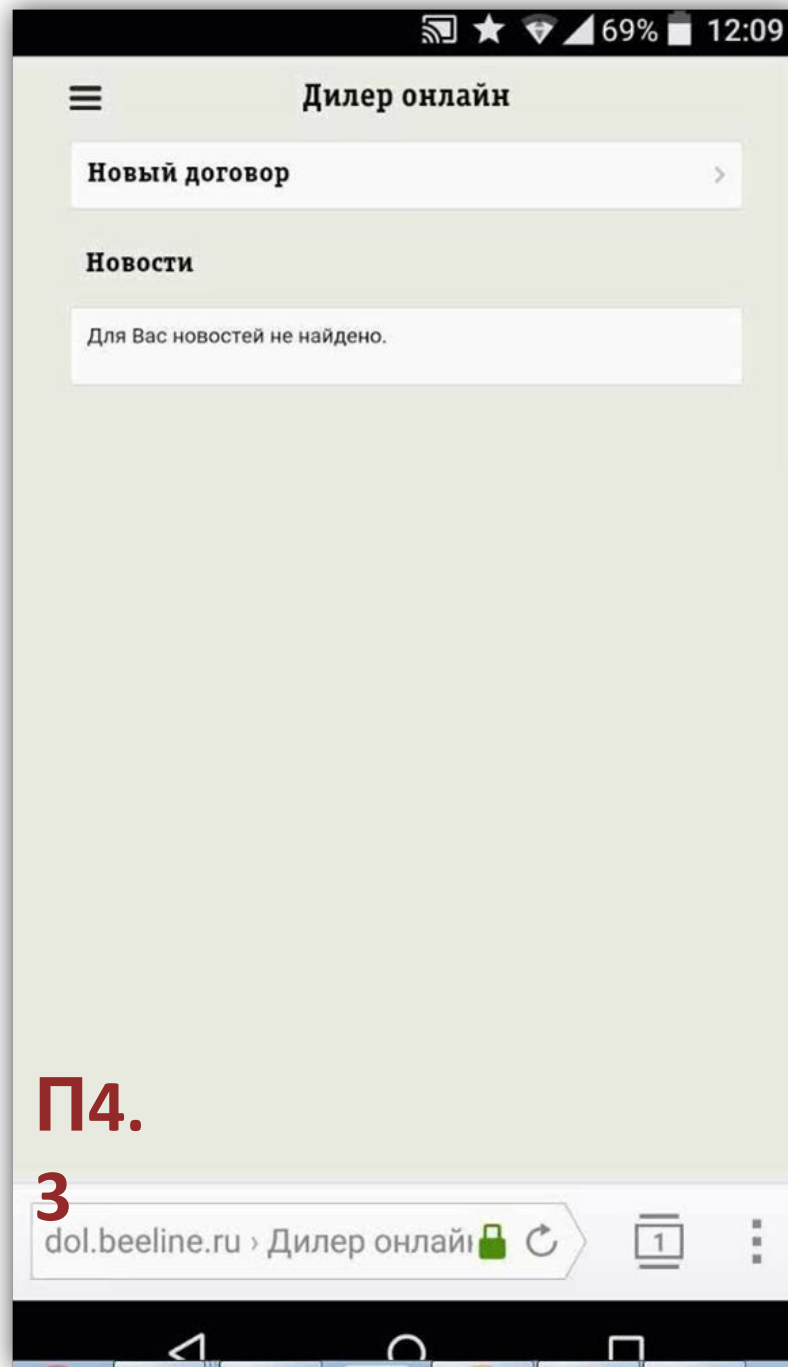 69% 12:09
Дилер онлайн
Новый договор
Новости
Для Вас новостей не найдено.
П4.
3
dol.beeline.ru › Дилер онлайн
1